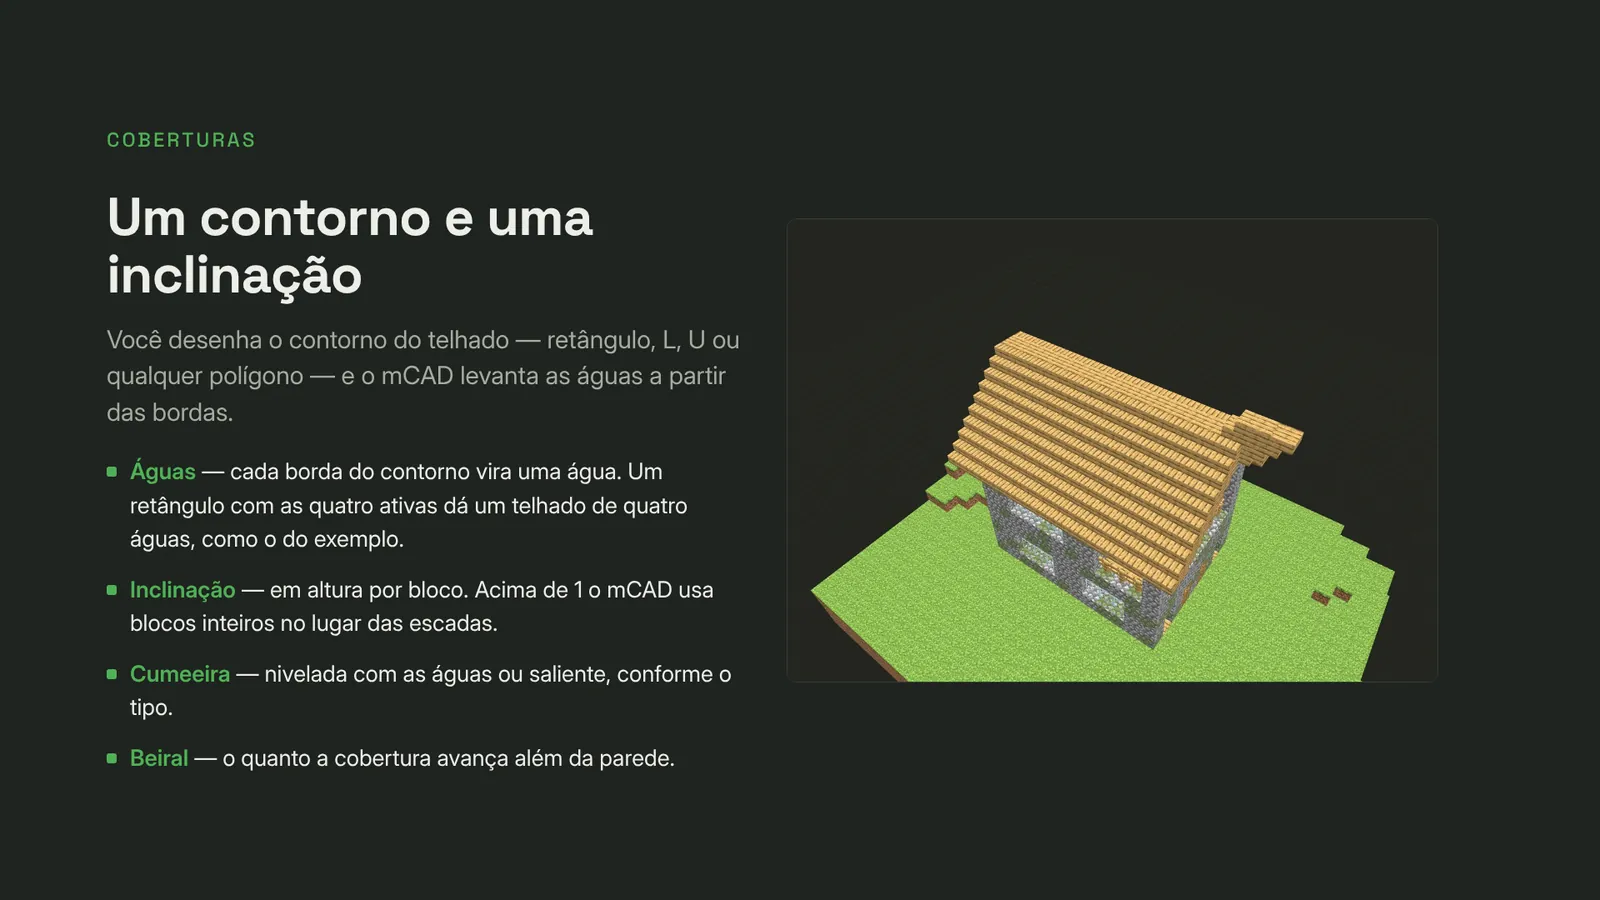 COBERTURAS
Um contorno e uma
inclinação
Você desenha o contorno do telhado — retângulo, L, U ou
qualquer polígono — e o mCAD levanta as águas a partir
das bordas.
Águas — cada borda do contorno vira uma água. Um
retângulo com as quatro ativas dá um telhado de quatro
águas, como o do exemplo.
Inclinação — em altura por bloco. Acima de 1 o mCAD usa
blocos inteiros no lugar das escadas.
Cumeeira — nivelada com as águas ou saliente, conforme o
tipo.
Beiral — o quanto a cobertura avança além da parede.